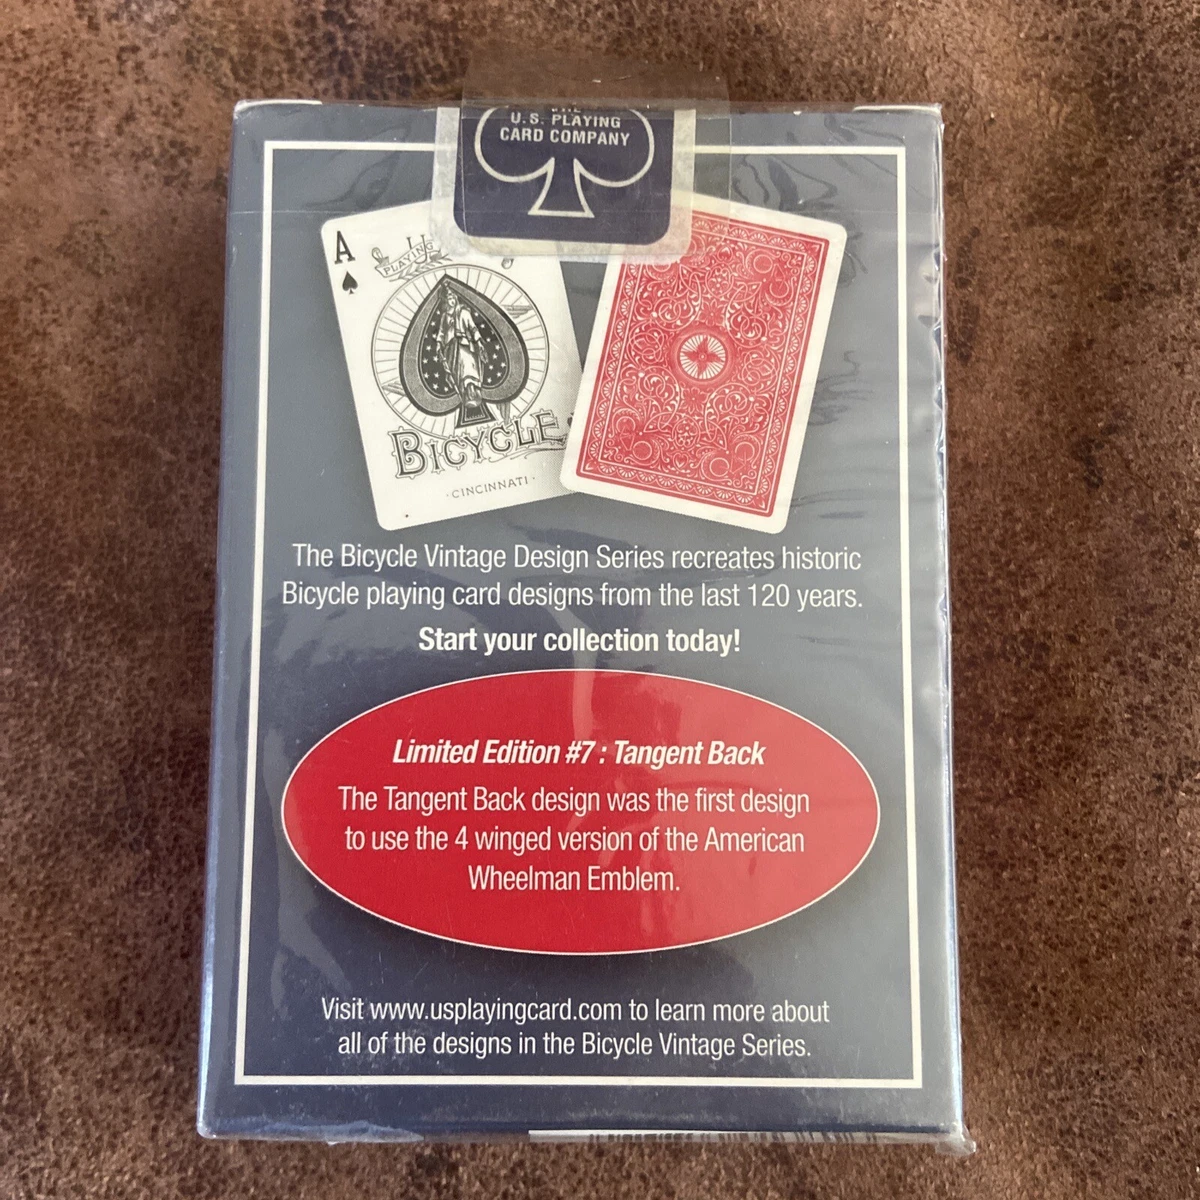 U.S. PLAYING
CARD COMPANY
A
PLAYING
BICYCLE
·CINCINNATI·
The Bicycle Vintage Design Series recreates historic
Bicycle playing card designs from the last 120 years.
Start your collection today!
Limited Edition #7 : Tangent Back
The Tangent Back design was the first design
to use the 4 winged version of the American
Wheelman Emblem.
Visit www.usplayingcard.com to learn more about
all of the designs in the Bicycle Vintage Series.